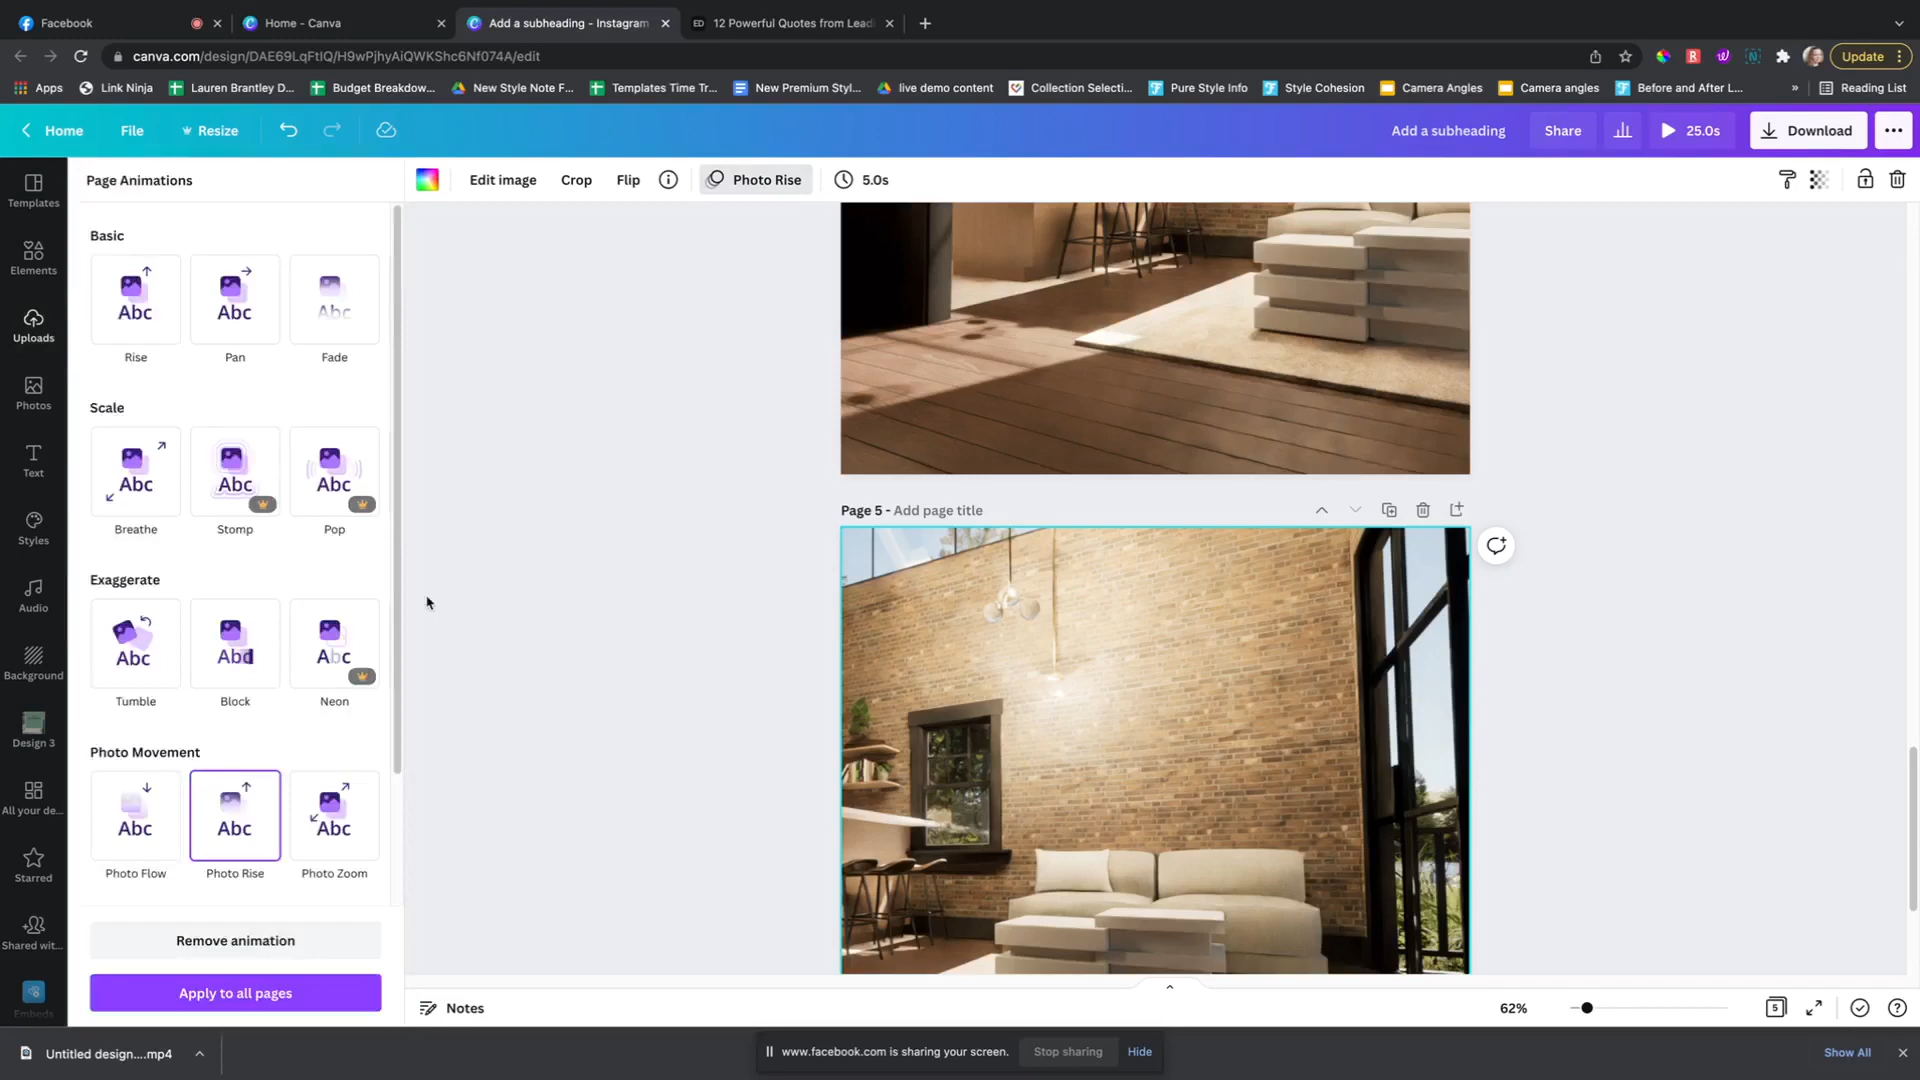 Facebook
Home - Canva
Add a subheading - Instagram
12 Powerful Quotes from Lead
canva.com/design/DAE69LqFtIQ/H9wPjhyAiQWKShc6Nf074A/edit
Update
Apps
Link Ninja
Lauren Brantley D...
Budget Breakdow...
New Style Note F...
Templates Time Tr...
New Premium Styl...
live demo content
Collection Selecti...
Pure Style Info
Style Cohesion
Camera Angles
Camera angles
Before and After L...
»
Reading List
Home
File
Resize
Add a subheading
Share
25.0s
Download
Templates
Elements
Uploads
Photos
Text
Styles
Audio
Background
Design 3
All your de...
Starred
Shared wit...
Embeds
Page Animations
Edit image
Crop
Flip
Photo Rise
5.0s
Basic
Abc
Abc
Abc
Rise
Pan
Fade
Scale
Abc
Abc
Abc
Breathe
Stomp
Pop
Exaggerate
Abc
Abc
Abc
Tumble
Block
Neon
Photo Movement
Abc
Abc
Abc
Photo Flow
Photo Rise
Photo Zoom
Remove animation
Apply to all pages
Page 5 - Add page title
Notes
62%
5
Untitled design....mp4
www.facebook.com is sharing your screen.
Stop sharing
Hide
Show All